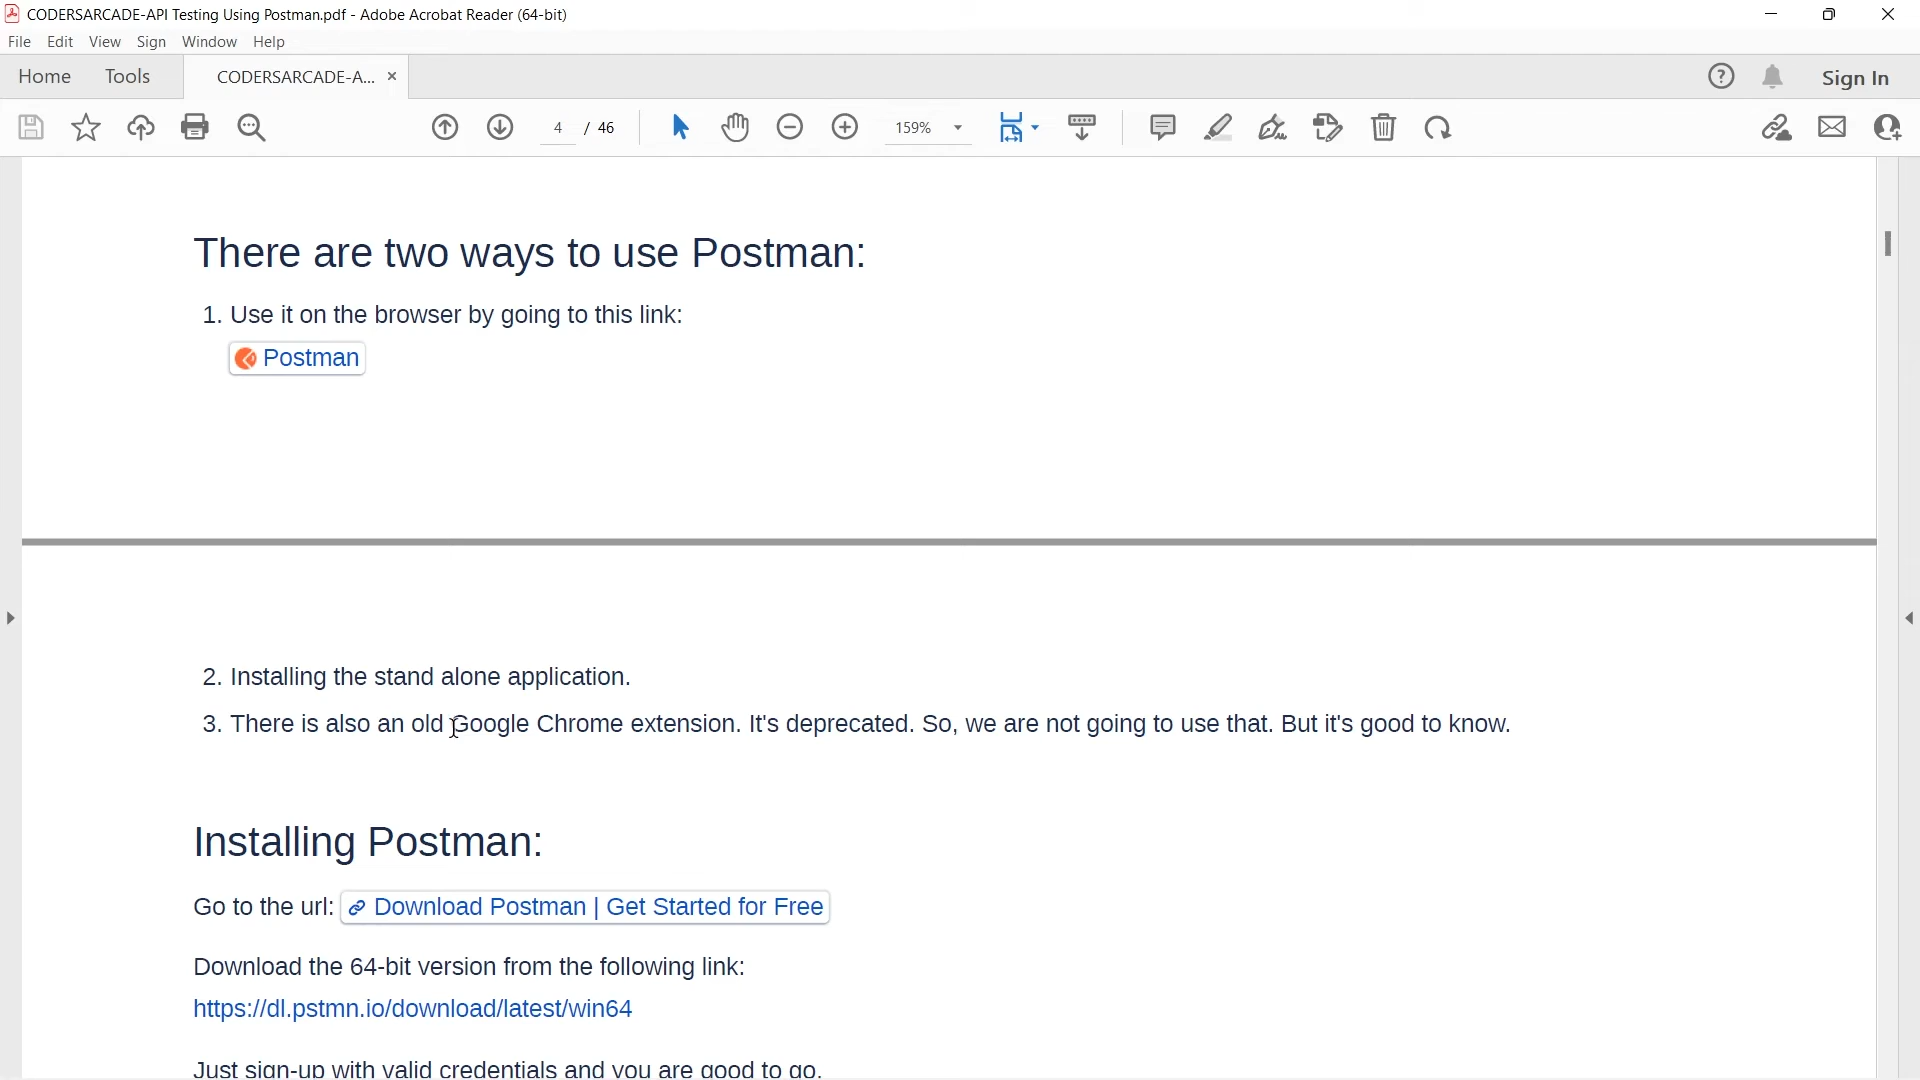 CODERSARCADE-API Testing Using Postman.pdf - Adobe Acrobat Reader (64-bit)
File Edit View Sign Window Help
Home Tools CODERSARCADE-A... × Sign In
4 / 46 159%
There are two ways to use Postman:
1. Use it on the browser by going to this link:
Postman
2. Installing the stand alone application.
3. There is also an old Google Chrome extension. It's deprecated. So, we are not going to use that. But it's good to know.
Installing Postman:
Go to the url: Download Postman | Get Started for Free
Download the 64-bit version from the following link:
https://dl.pstmn.io/download/latest/win64
Just sign-up with valid credentials and you are good to go.